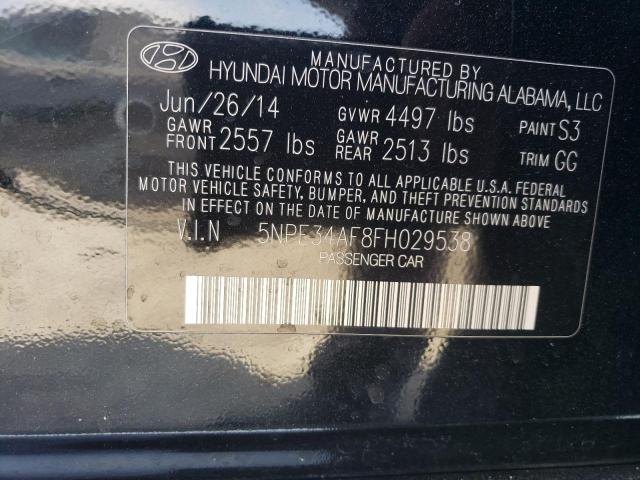 MANUFACTURED BY
HYUNDAI MOTOR MANUFACTURING ALABAMA, LLC
Jun/26/14 GVWR 4497 lbs PAINT S3
GAWR FRONT 2557 lbs GAWR REAR 2513 lbs TRIM GG
THIS VEHICLE CONFORMS TO ALL APPLICABLE U.S.A. FEDERAL
MOTOR VEHICLE SAFETY, BUMPER, AND THEFT PREVENTION STANDARDS
IN EFFECT ON THE DATE OF MANUFACTURE SHOWN ABOVE.
V.I.N 5NPE34AF8FH029538
PASSENGER CAR